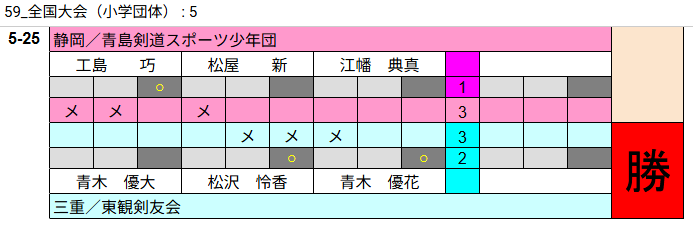 59_全国大会（小学団体）: 5
5-25 静岡／青島剣道スポーツ少年団
工島　巧 松屋　新 江幡　典真
○ 1
メ メ メ 3
メ メ メ 3
○ ○ 2
青木　優大 松沢　怜香 青木　優花
勝
三重／東観剣友会